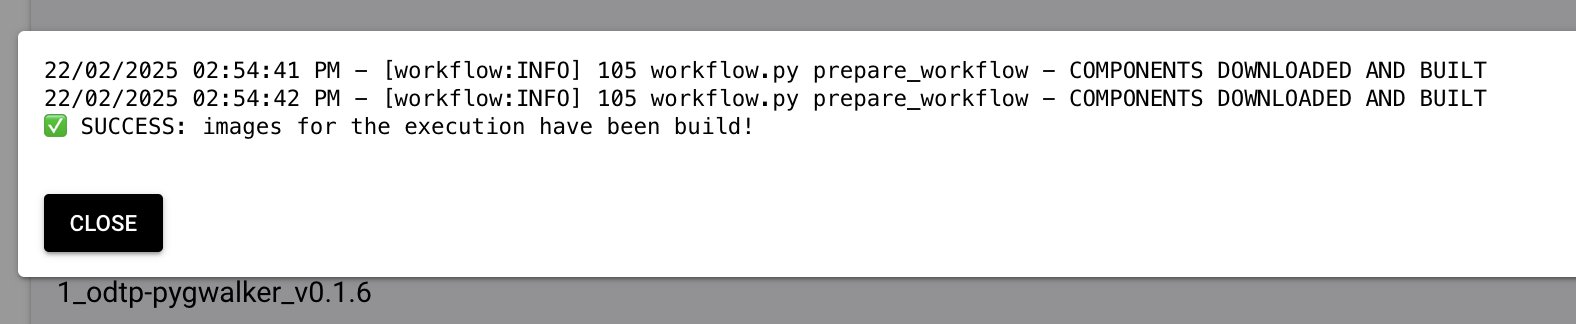 22/02/2025 02:54:41 PM – [workflow:INFO] 105 workflow.py prepare_workflow – COMPONENTS DOWNLOADED AND BUILT
22/02/2025 02:54:42 PM – [workflow:INFO] 105 workflow.py prepare_workflow – COMPONENTS DOWNLOADED AND BUILT
✅ SUCCESS: images for the execution have been build!
CLOSE
1_odtp-pygwalker_v0.1.6